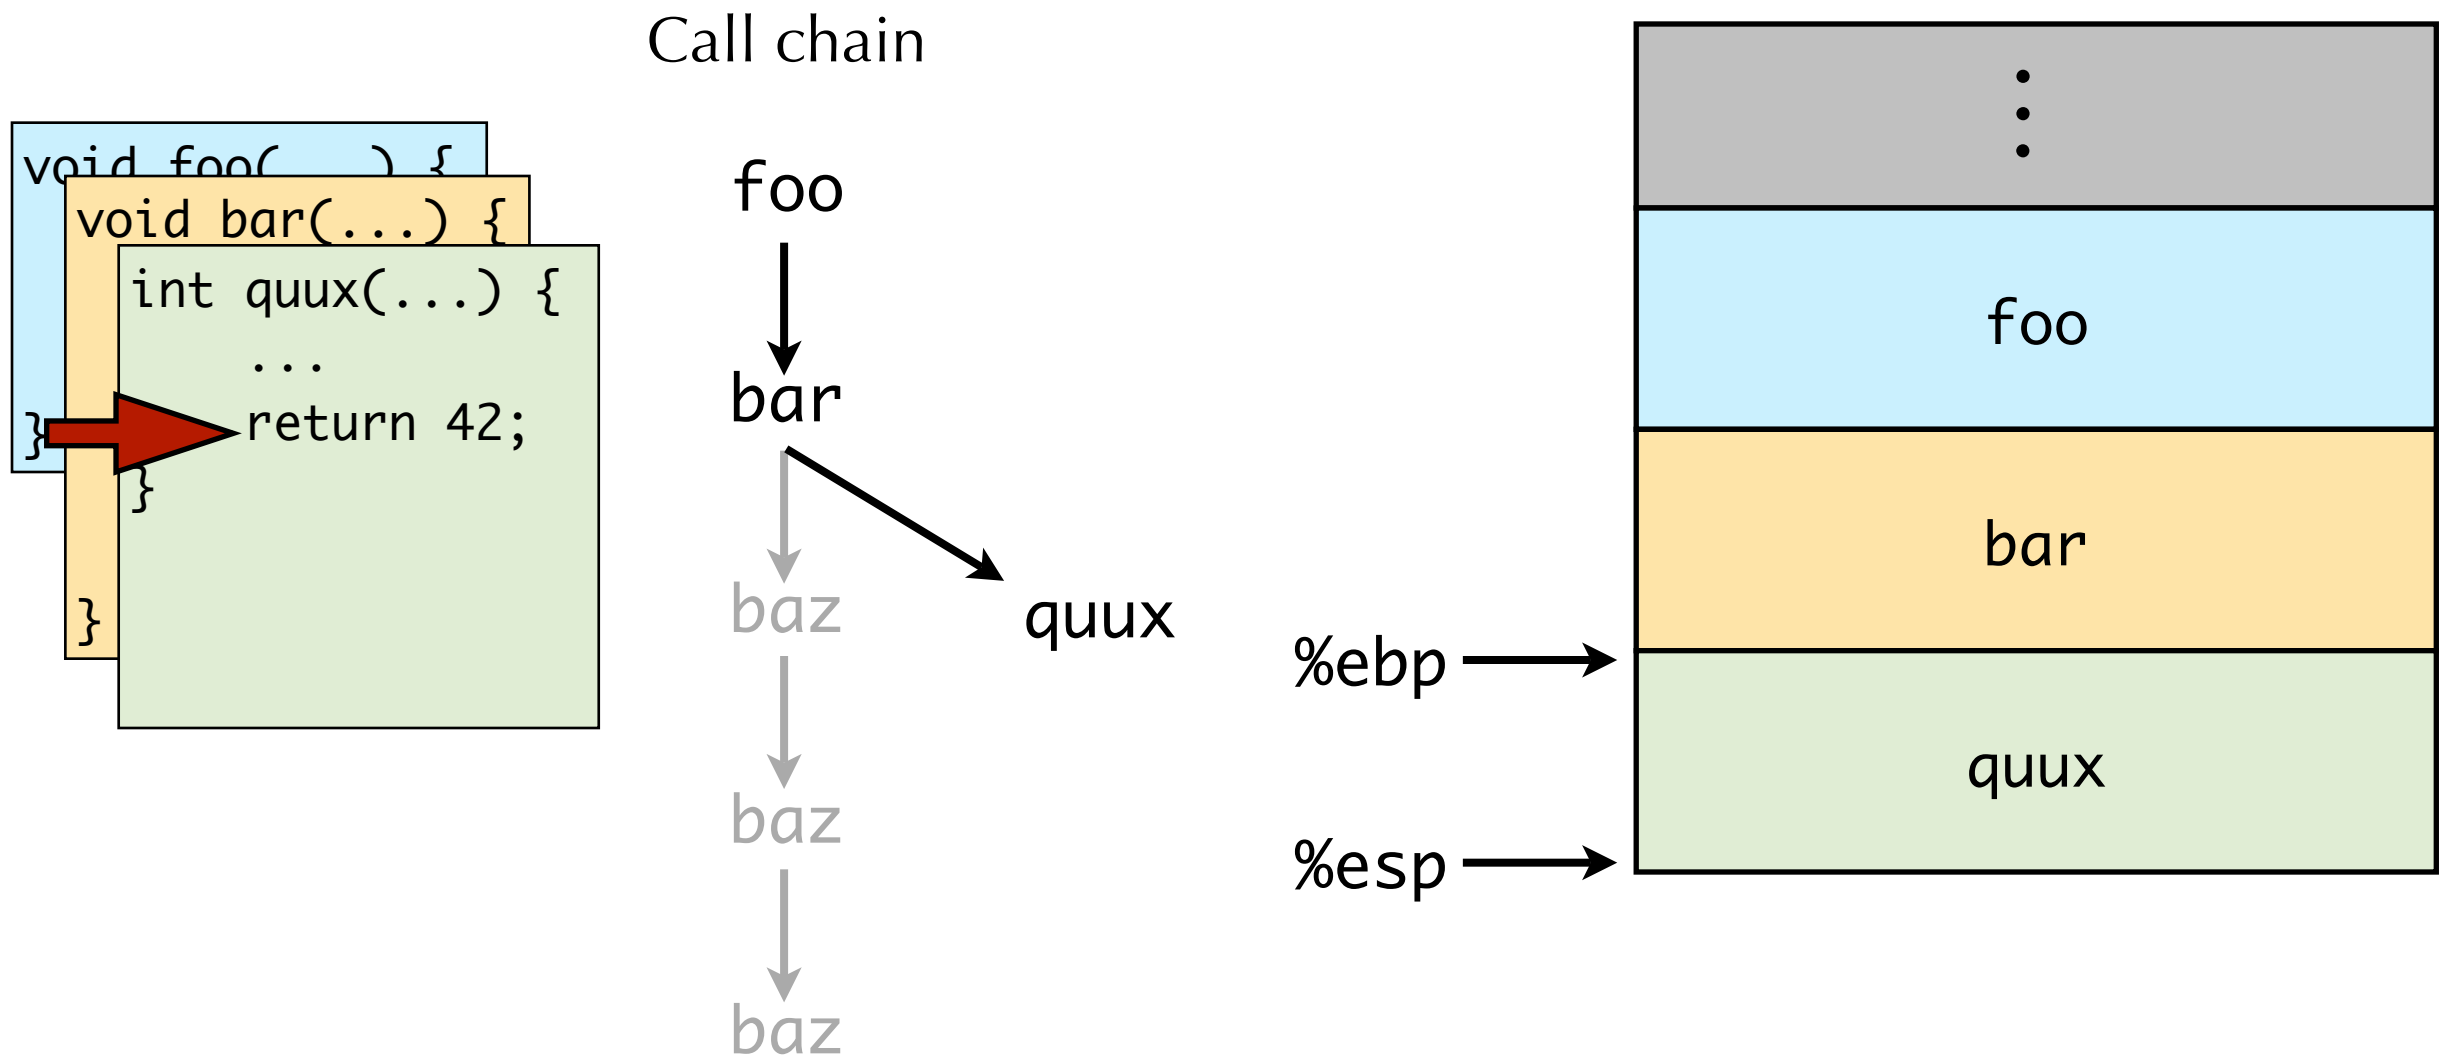 Call chain
void foo(...) {
void bar(...) {
int quux(...) {
...
return 42;
}
}
}
foo
bar
baz
quux
baz
baz
%ebp
%esp
foo
bar
quux